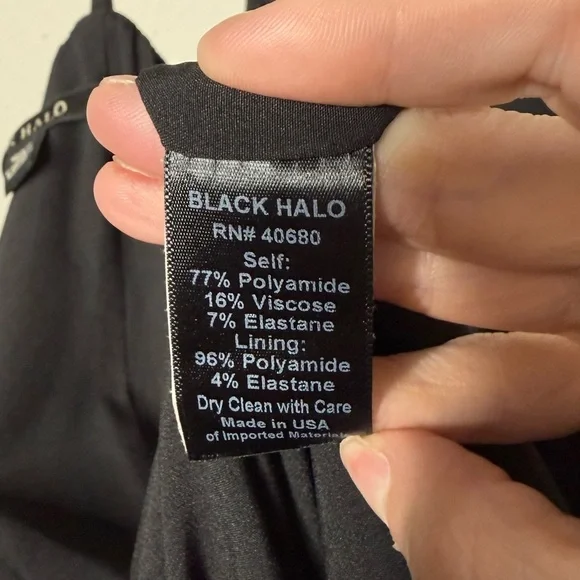 K HALO
BLACK HALO
RN# 40680
Self:
77% Polyamide
16% Viscose
7% Elastane
Lining:
96% Polyamide
4% Elastane
Dry Clean with Care
Made in USA
of Imported Materials